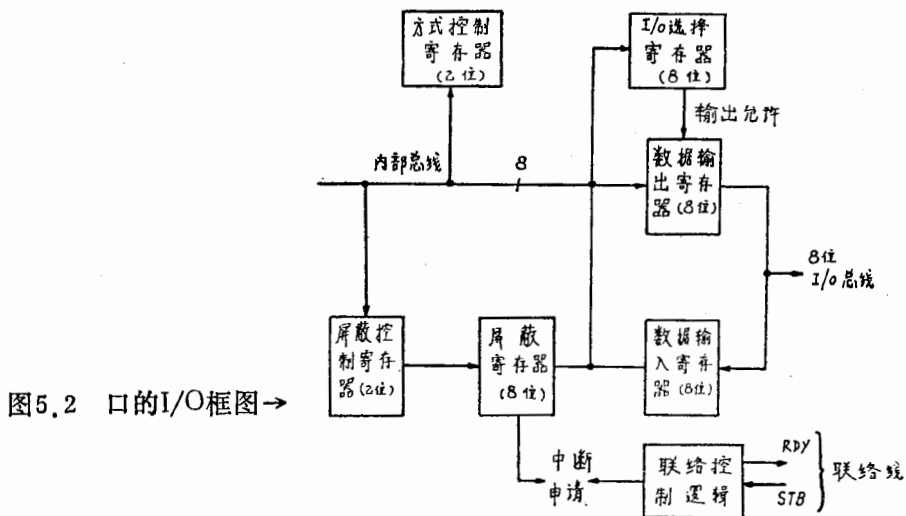 方式控制
寄存器
(2位)
I/O选择
寄存器
(8位)
输出允许
内部总线
8
数据输
出寄存
器(8位)
8位
I/O总线
屏蔽控
制寄存
器(2位)
屏蔽
寄存器
(8位)
数据输
入寄存
器(8位)
图5.2 口的I/O框图→
中断
申请
联络控
制逻辑
RDY
STB
联络线